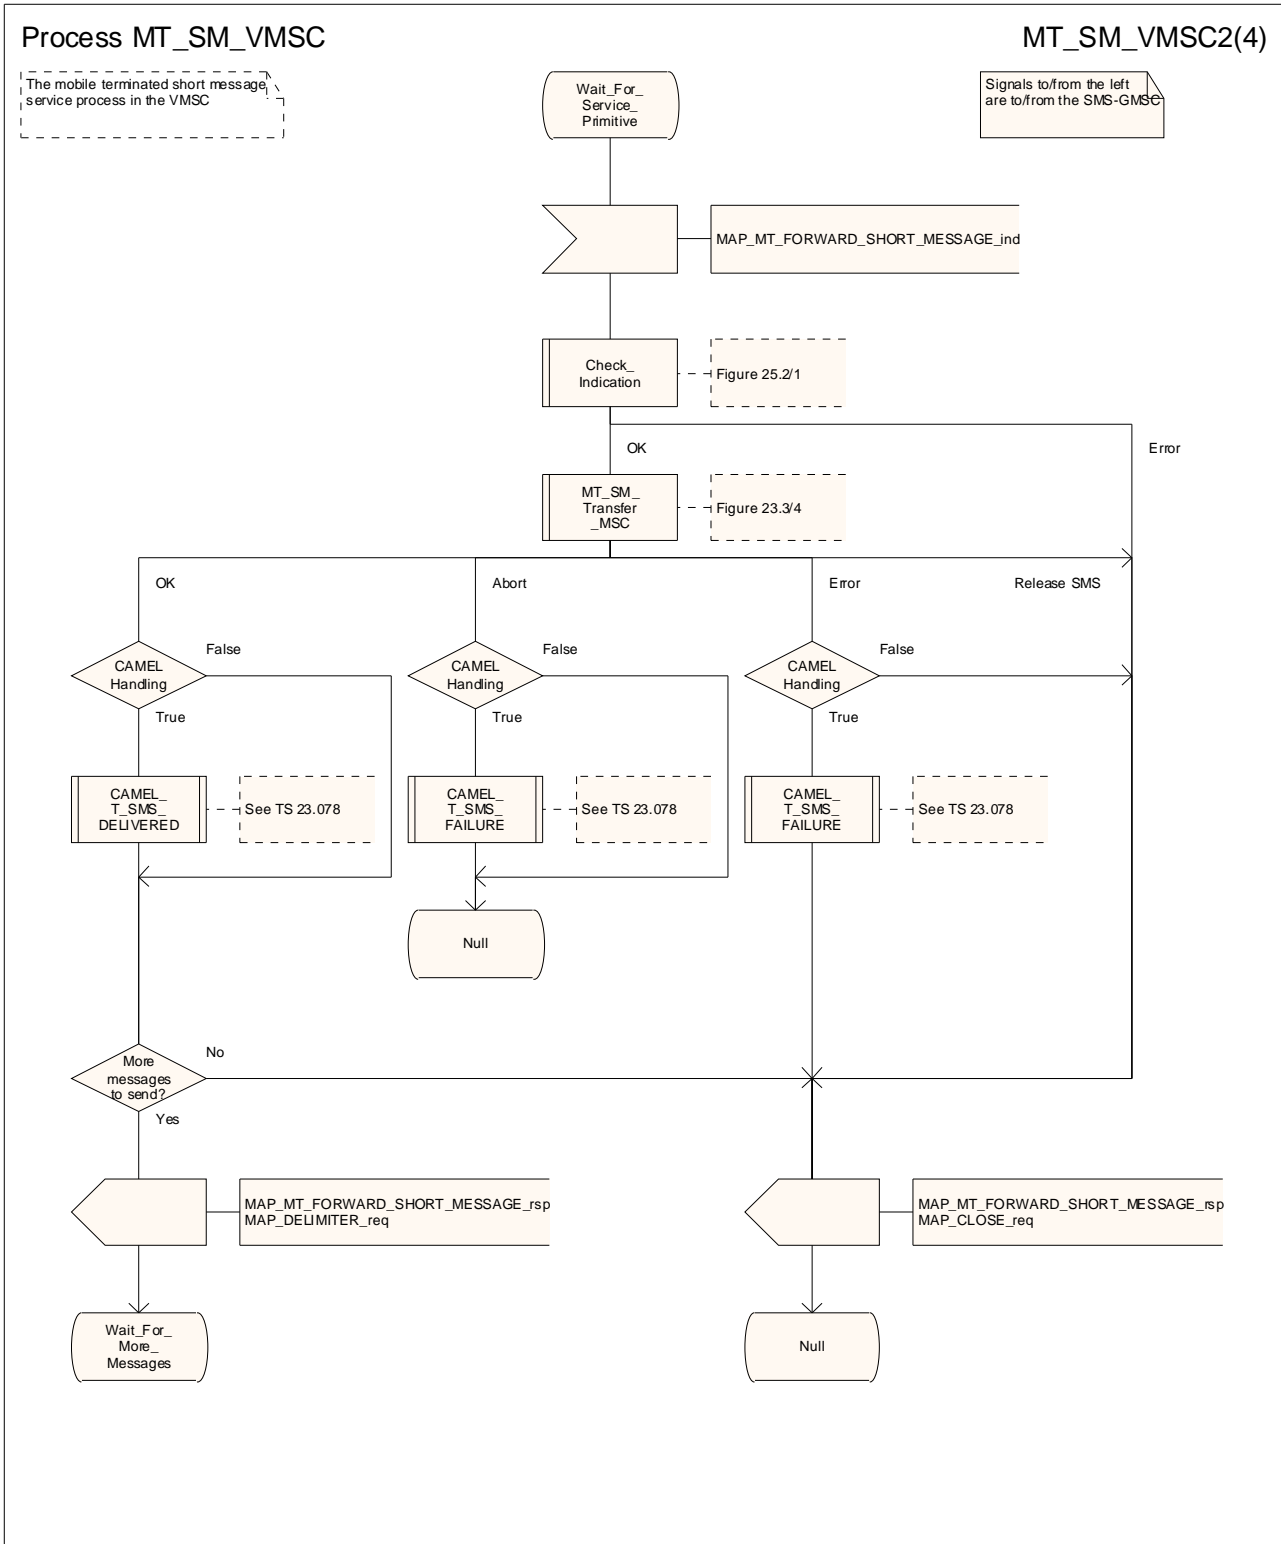 Process MT_SM_VMSC
MT_SM_VMSC2(4)
The mobile terminated short message
service process in the VMSC
Wait_For_
Service_
Primitive
Signals to/from the left
are to/from the SMS-GMSC
MAP_MT_FORWARD_SHORT_MESSAGE_ind
Check_
Indication
Figure 25.2/1
OK
Error
MT_SM_
Transfer
_MSC
Figure 23.3/4
OK
Abort
Error
Release SMS
CAMEL
Handling
False
True
CAMEL
Handling
False
True
CAMEL
Handling
False
True
CAMEL_
T_SMS_
DELIVERED
See TS 23.078
CAMEL_
T_SMS_
FAILURE
See TS 23.078
CAMEL_
T_SMS_
FAILURE
See TS 23.078
Null
More
messages
to send?
No
Yes
MAP_MT_FORWARD_SHORT_MESSAGE_rsp
MAP_DELIMITER_req
MAP_MT_FORWARD_SHORT_MESSAGE_rsp
MAP_CLOSE_req
Wait_For_
More_
Messages
Null